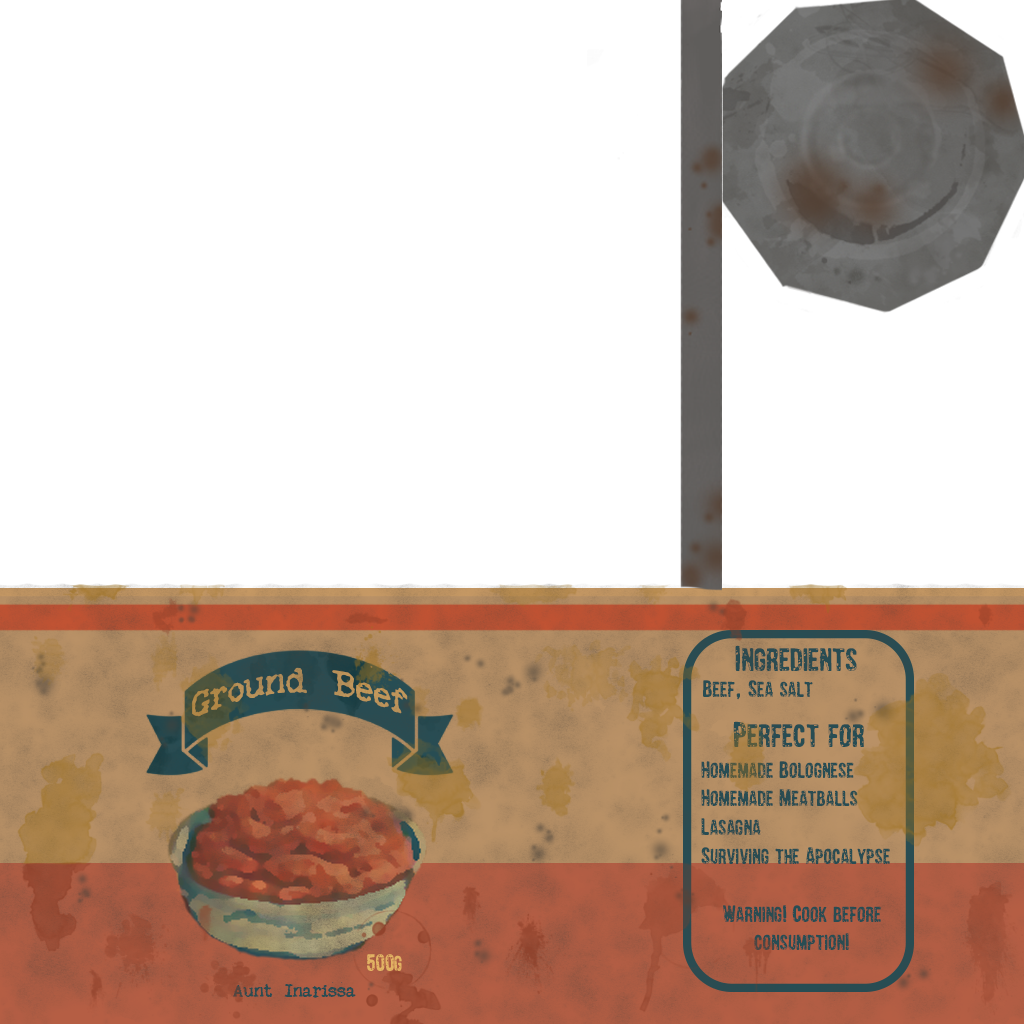 Ground Beef
500G
Aunt Inarissa
INGREDIENTS
BEEF, SEA SALT
PERFECT FOR
HOMEMADE BOLOGNESE
HOMEMADE MEATBALLS
LASAGNA
SURVIVING THE APOCALYPSE
WARNING! COOK BEFORE
CONSUMPTION!